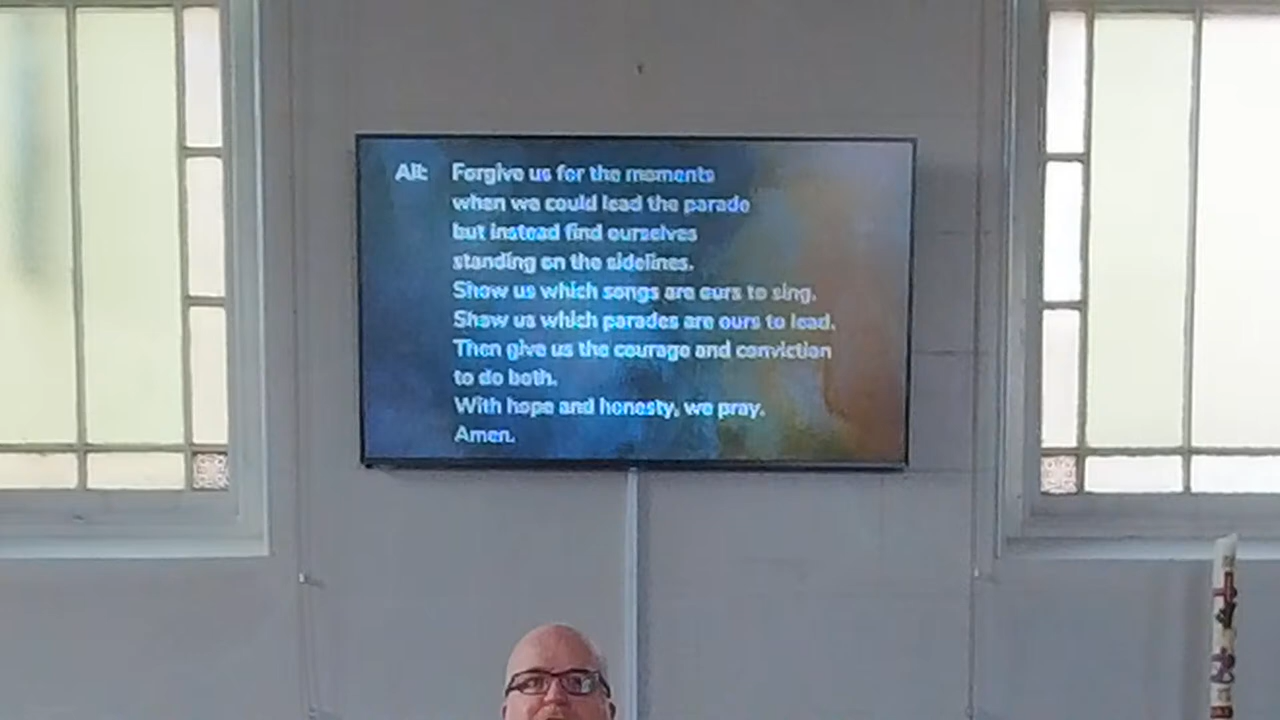 All: Forgive us for the moments
when we could lead the parade
but instead find ourselves
standing on the sidelines.
Show us which songs are ours to sing.
Show us which parades are ours to lead.
Then give us the courage and conviction
to do both.
With hope and honesty, we pray.
Amen.